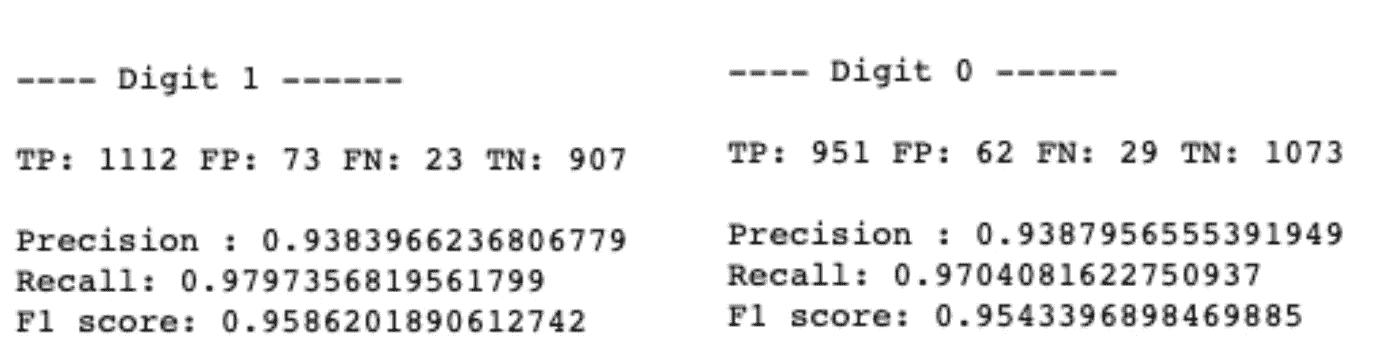 ---- Digit 1 ------
TP: 1112 FP: 73 FN: 23 TN: 907
Precision : 0.9383966236806779
Recall: 0.9797356819561799
F1 score: 0.9586201890612742
---- Digit 0 ------
TP: 951 FP: 62 FN: 29 TN: 1073
Precision : 0.9387956555391949
Recall: 0.9704081622750937
F1 score: 0.9543396898469885